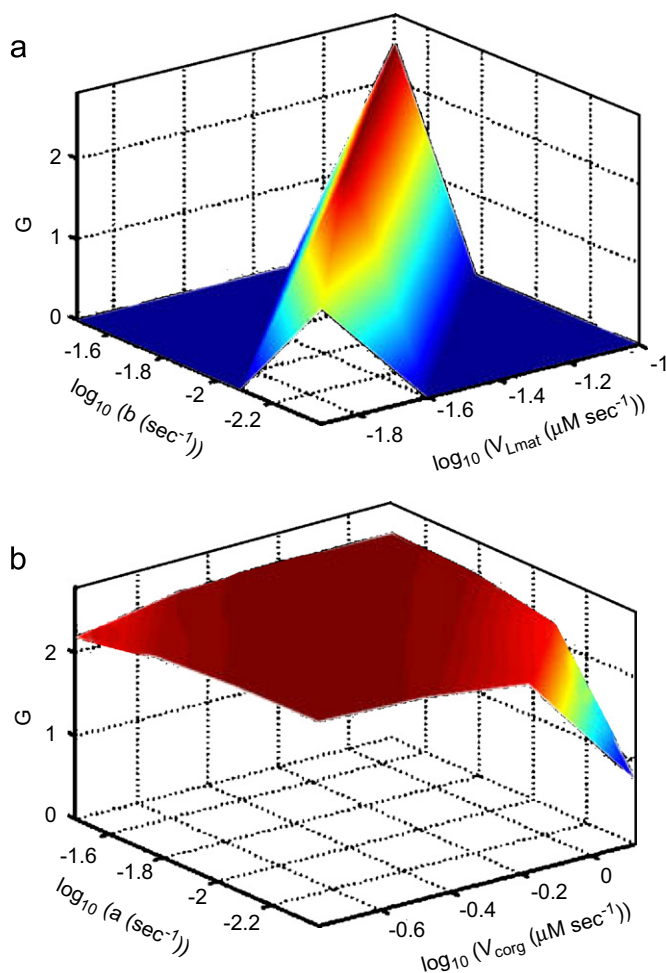 a
2
1
0
G
-1.6
-1.8
-2
-2.2
log10 (b (sec-1))
-1.8
-1.6
-1.4
-1.2
-1
log10 (VLmat (μM sec-1))
b
2
1
0
G
-1.6
-1.8
-2
-2.2
log10 (a (sec-1))
-0.6
-0.4
-0.2
0
log10 (Vcorg (μM sec-1))